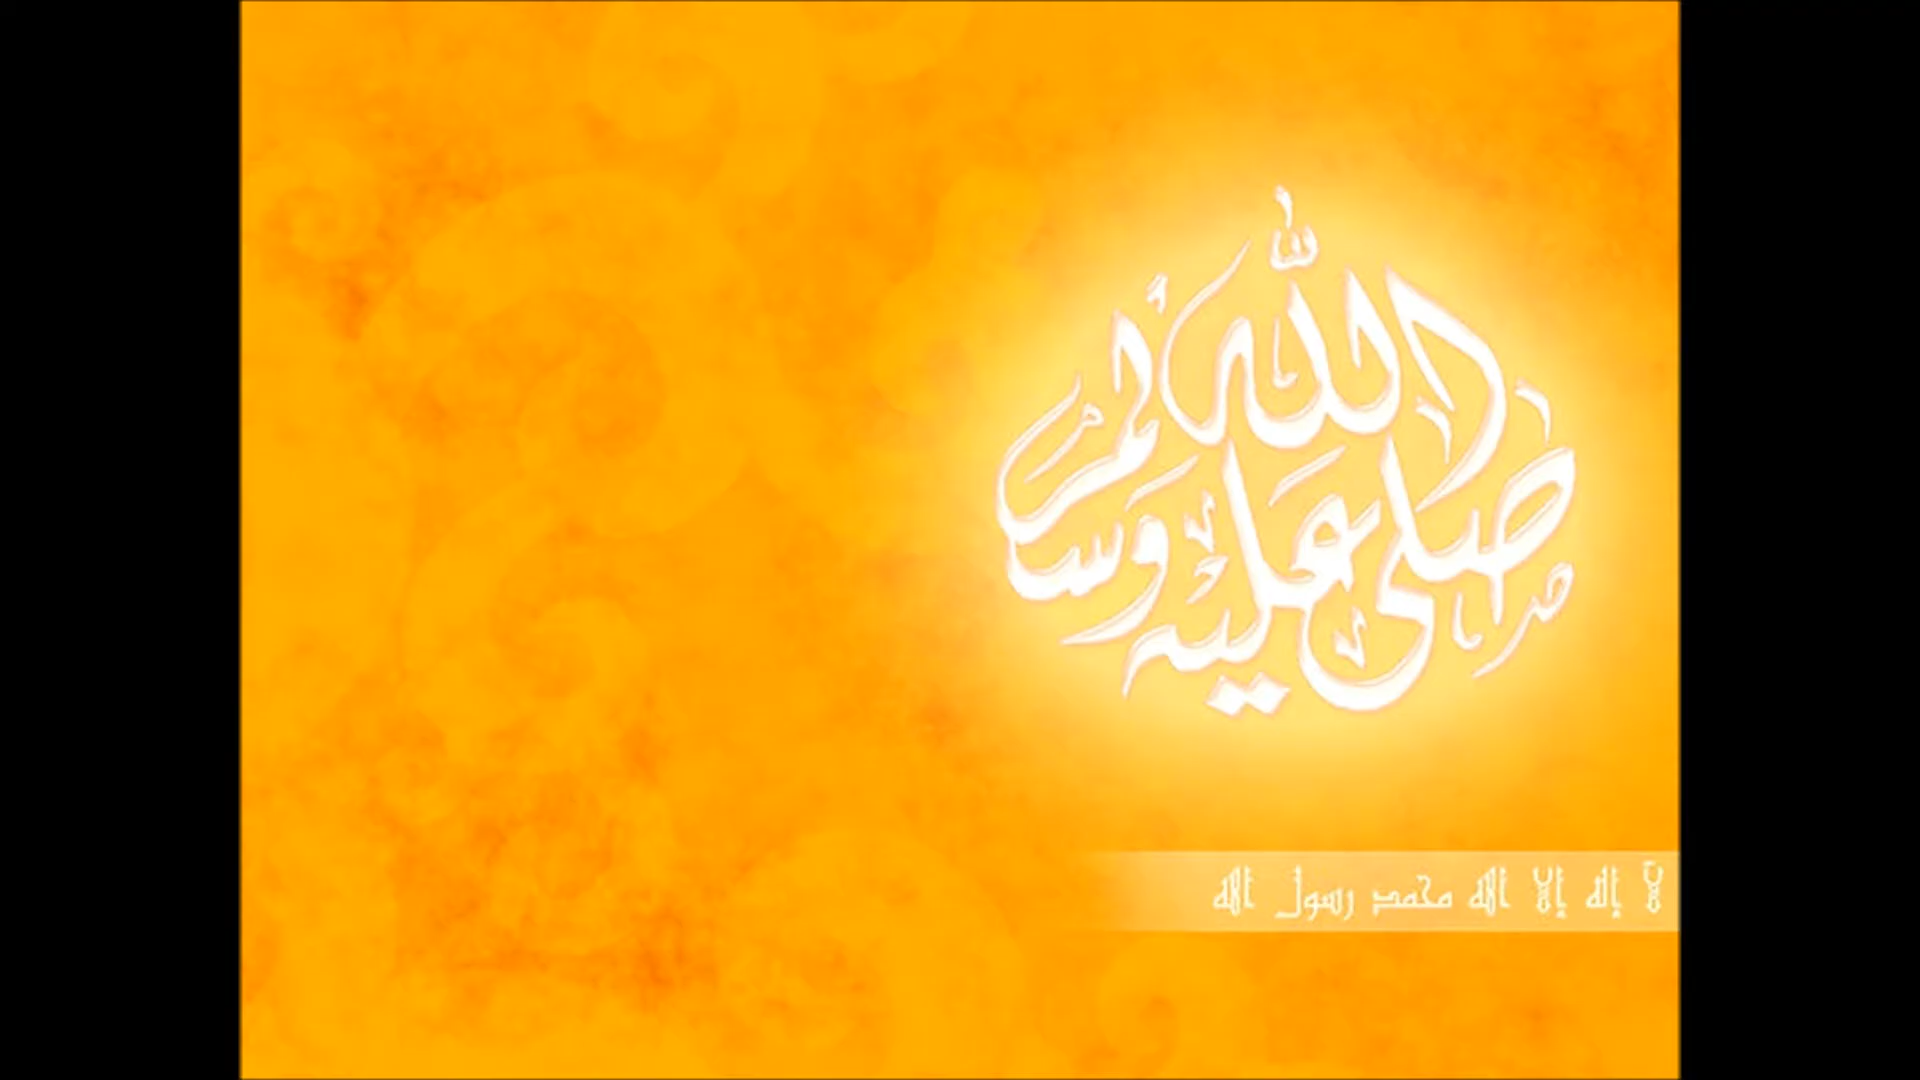 صلى الله عليه وسلم
لا إله إلا الله محمد رسول الله